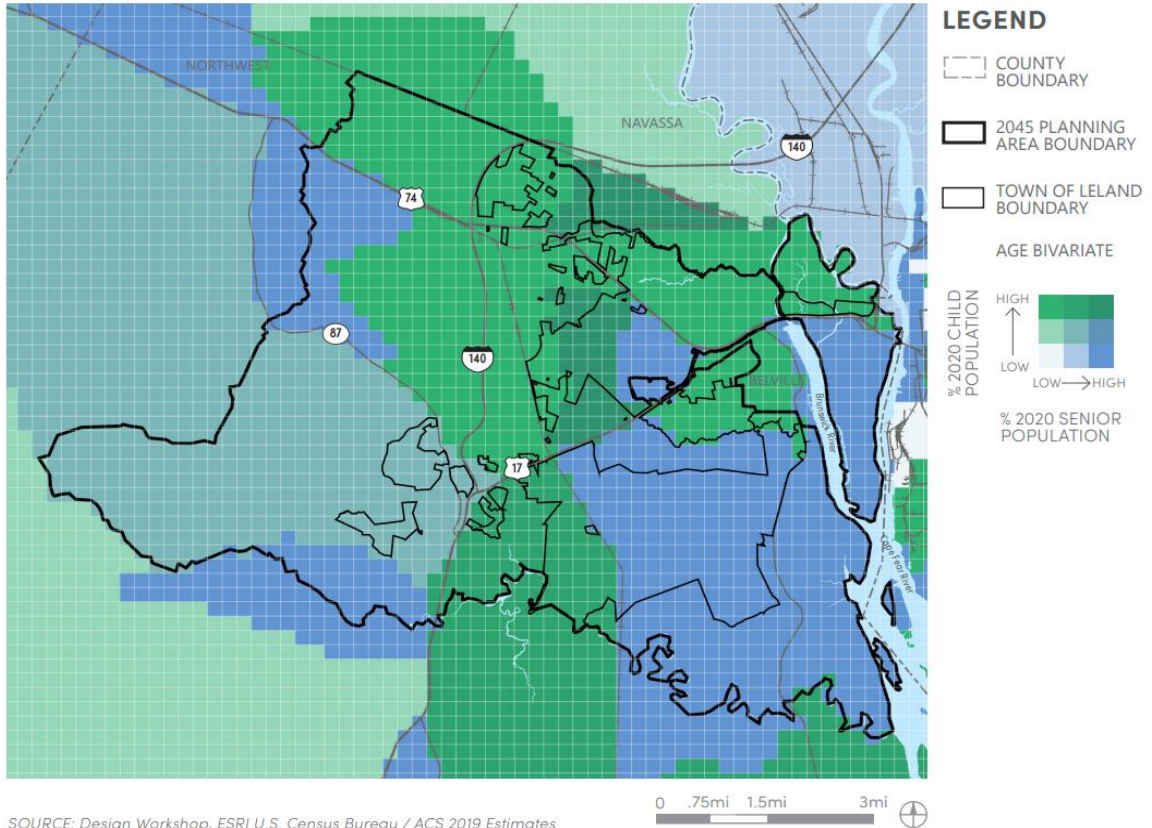 NORTHWEST
NAVASSA
140
74
87
140
BELVILLE
17
Brunswick River
Cape Fear River
LEGEND
COUNTY
BOUNDARY
2045 PLANNING
AREA BOUNDARY
TOWN OF LELAND
BOUNDARY
AGE BIVARIATE
% 2020 CHILD
POPULATION
HIGH
LOW
LOW
HIGH
% 2020 SENIOR
POPULATION
0 .75mi 1.5mi 3mi
SOURCE: Design Workshop, ESRI U.S. Census Bureau / ACS 2019 Estimates